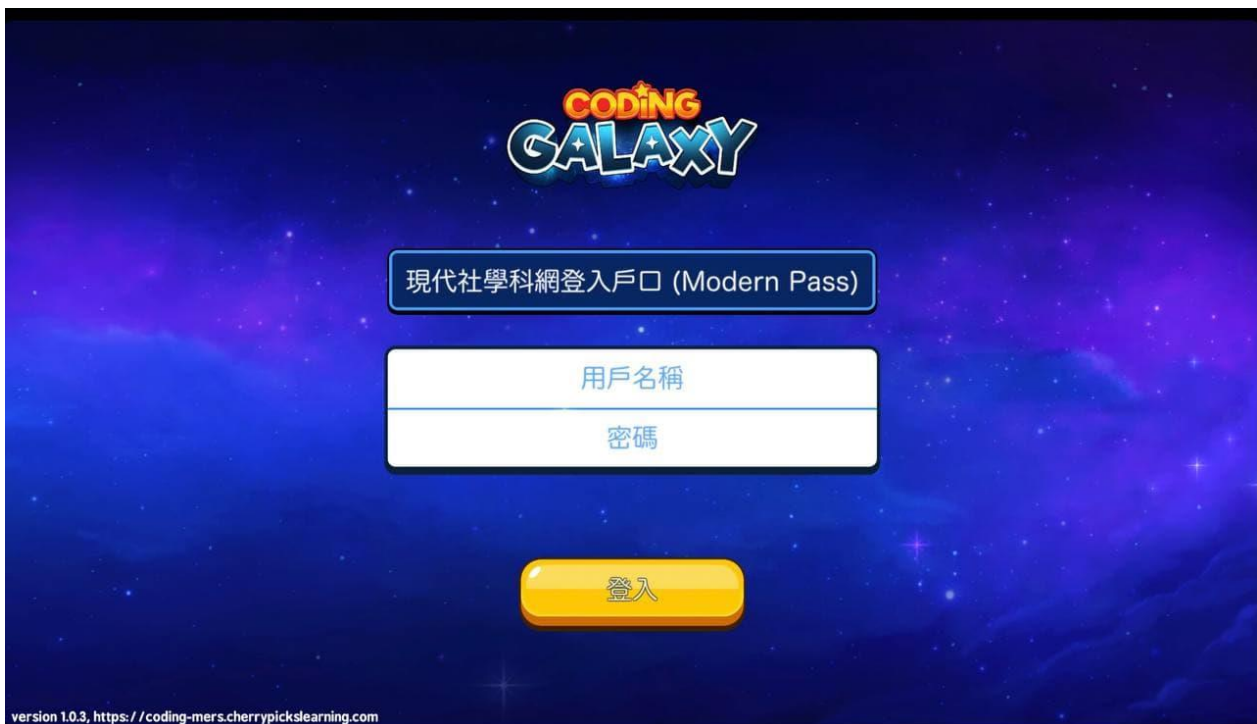 CODING
GALAXY
現代社學科網登入戶口 (Modern Pass)
用戶名稱
密碼
登入
version 1.0.3, https://coding-mers.cherrypickslearning.com